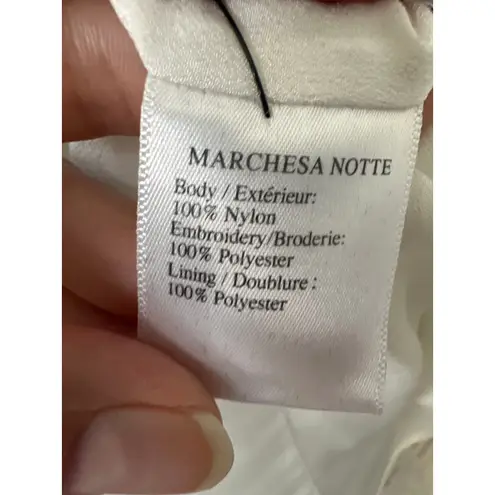 MARCHESA NOTTE
Body / Extérieur:
100% Nylon
Embroidery/Broderie:
100% Polyester
Lining / Doublure :
100% Polyester